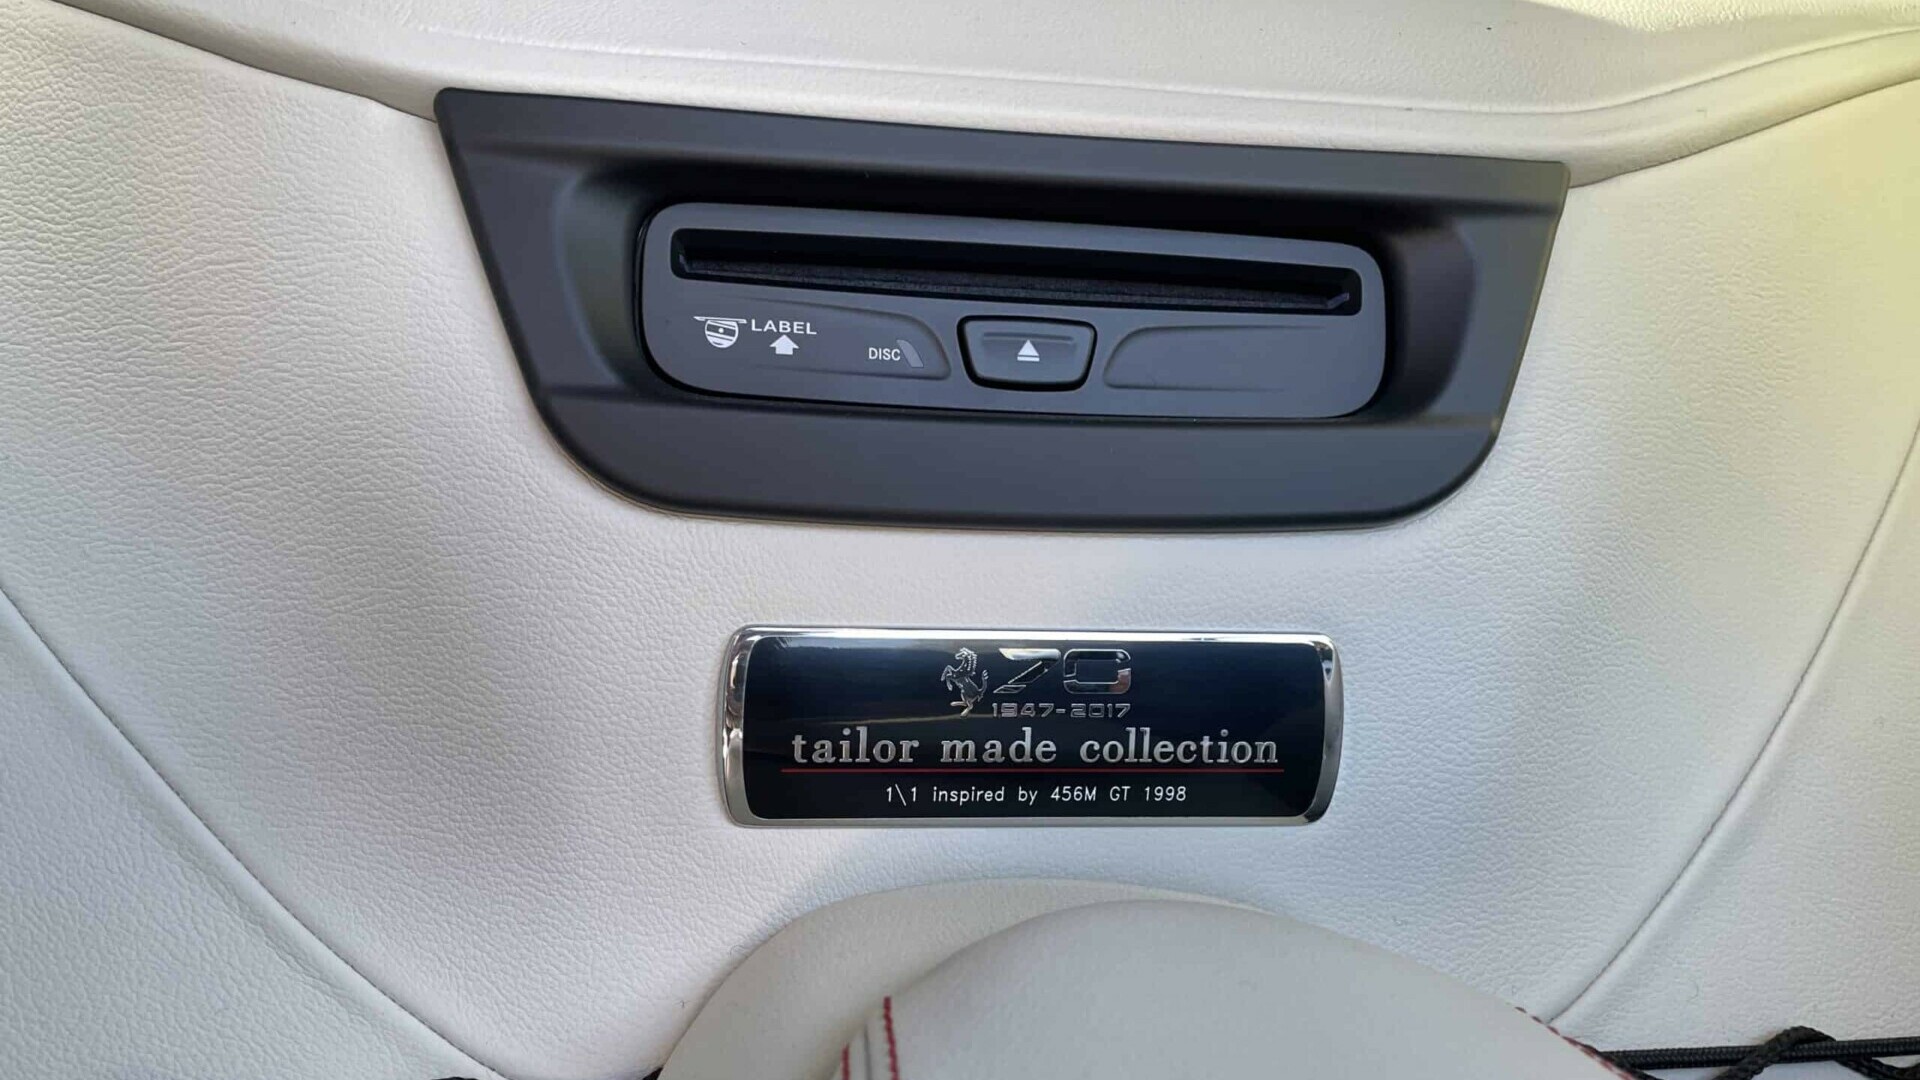 LABEL
DISC
70
1947-2017
tailor made collection
1\1 inspired by 456M GT 1998